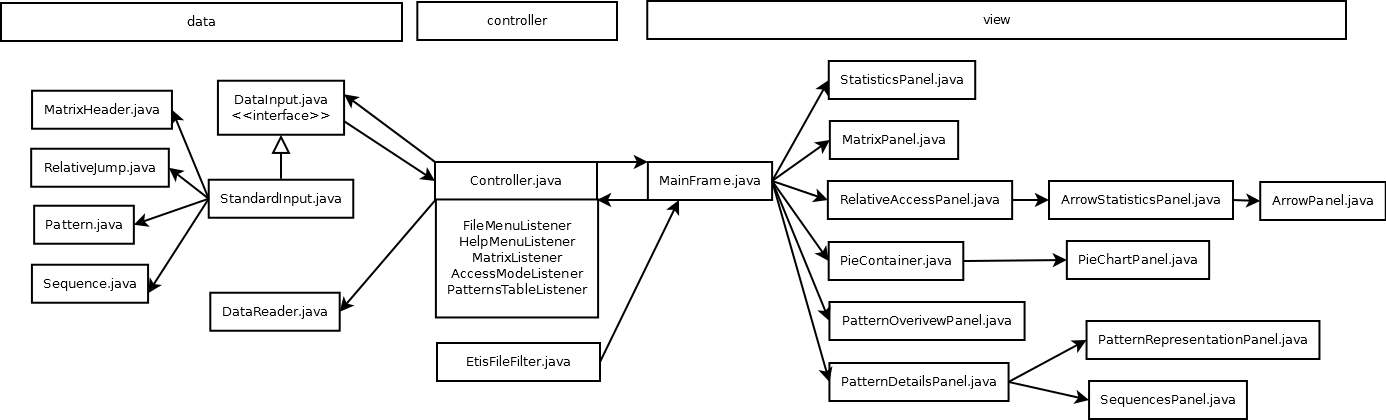 data
controller
view
MatrixHeader.java
RelativeJump.java
Pattern.java
Sequence.java
DataInput.java
<<interface>>
StandardInput.java
DataReader.java
Controller.java
FileMenuListener
HelpMenuListener
MatrixListener
AccessModeListener
PatternsTableListener
EtisFileFilter.java
MainFrame.java
StatisticsPanel.java
MatrixPanel.java
RelativeAccessPanel.java
ArrowStatisticsPanel.java
ArrowPanel.java
PieContainer.java
PieChartPanel.java
PatternOverivewPanel.java
PatternDetailsPanel.java
PatternRepresentationPanel.java
SequencesPanel.java